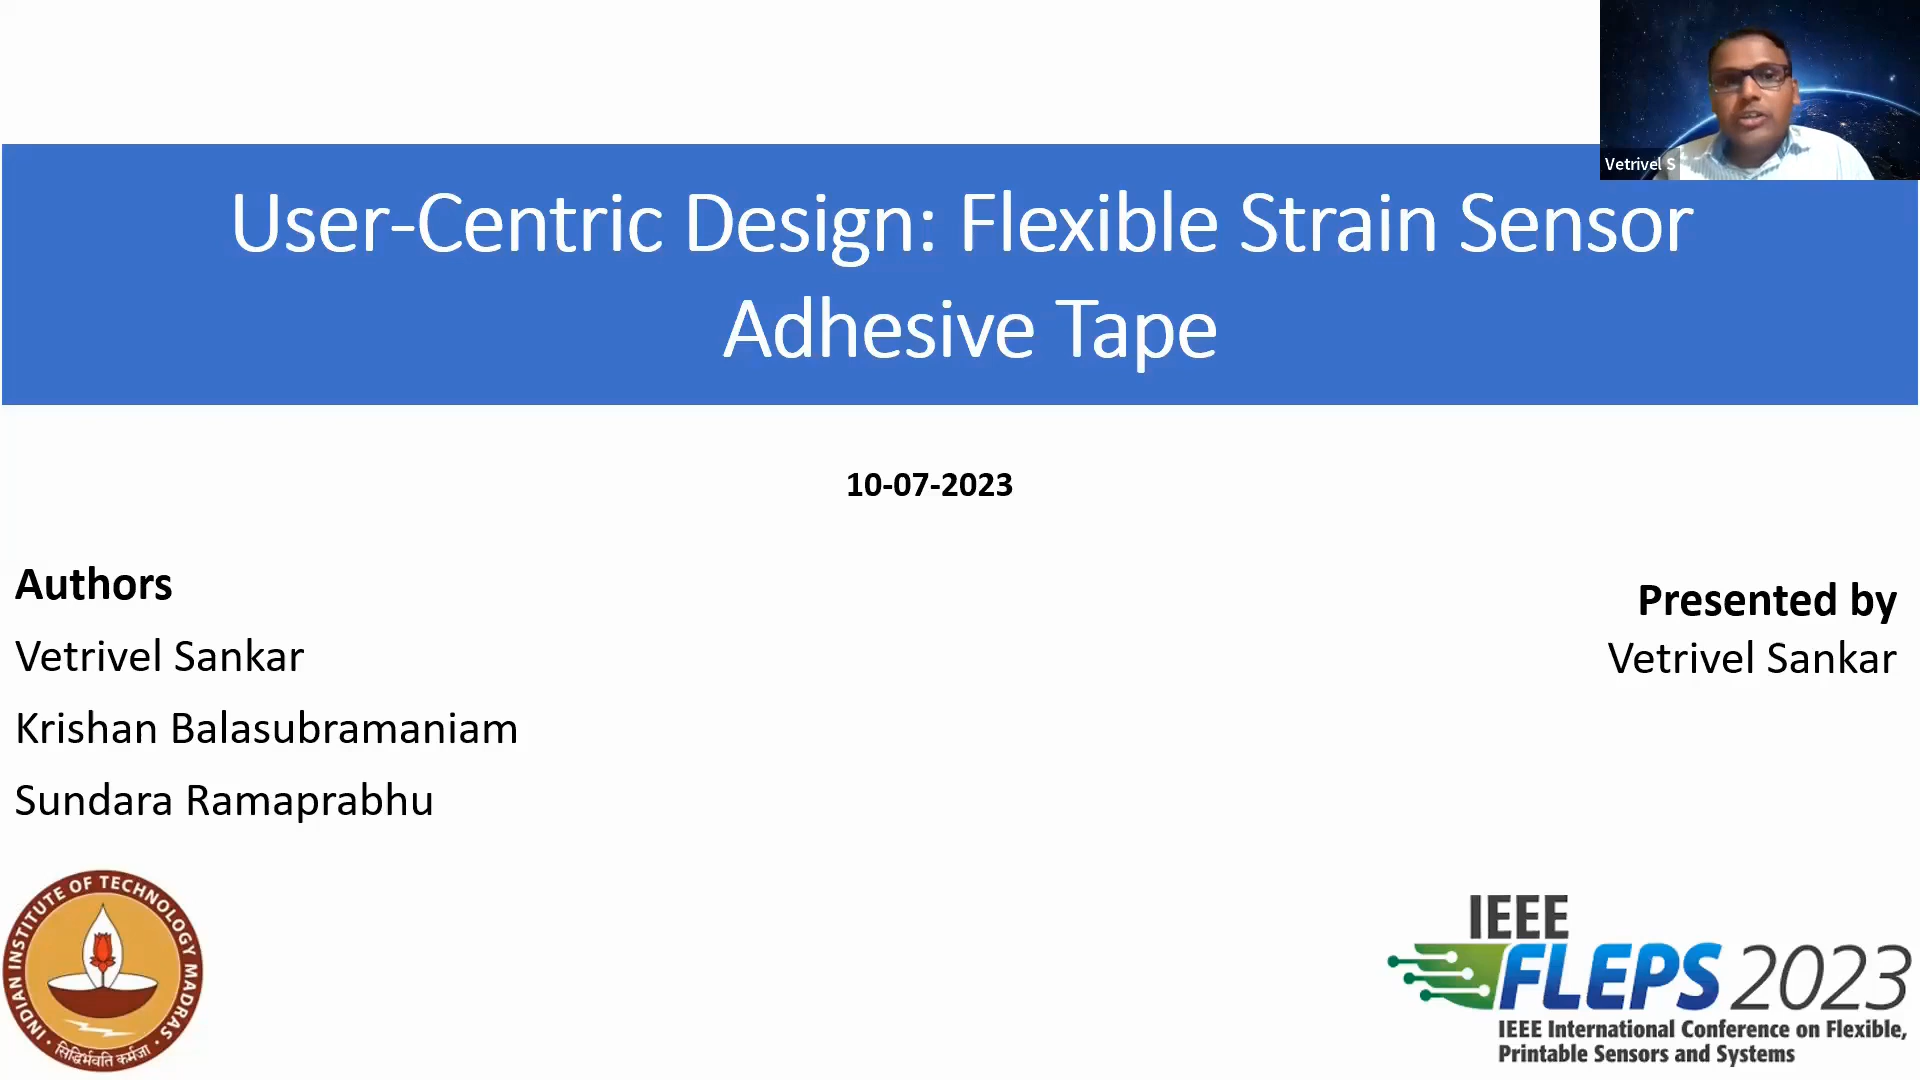 Vetrivel S
User-Centric Design: Flexible Strain Sensor
Adhesive Tape
10-07-2023
Authors
Vetrivel Sankar
Krishan Balasubramaniam
Sundara Ramaprabhu
Presented by
Vetrivel Sankar
INDIAN INSTITUTE OF TECHNOLOGY MADRAS
सिद्धिर्भवति कर्मजा
IEEE
FLEPS 2023
IEEE International Conference on Flexible,
Printable Sensors and Systems